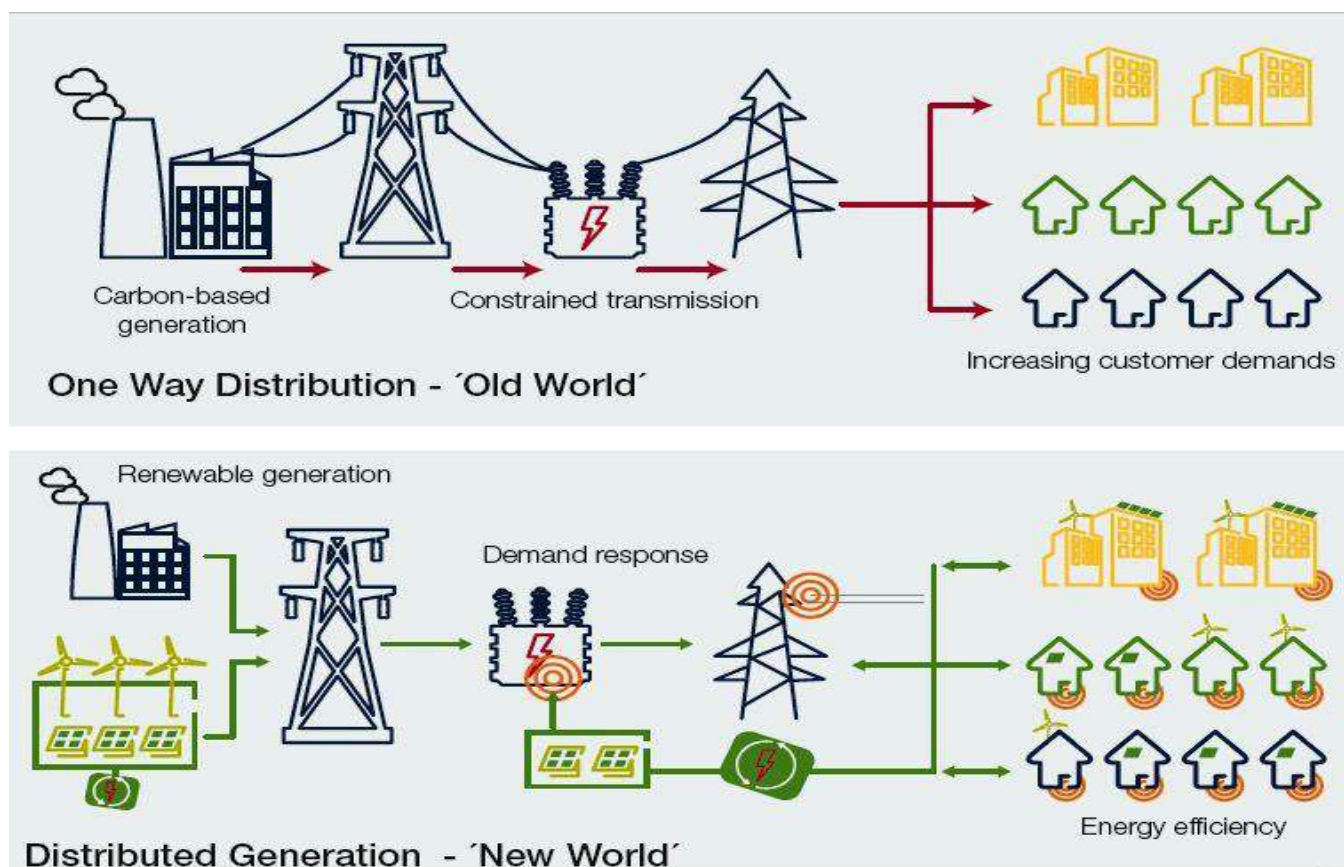 Carbon-based
generation
Constrained transmission
Increasing customer demands
One Way Distribution - ´Old World´
Renewable generation
Demand response
Energy efficiency
Distributed Generation - ´New World´